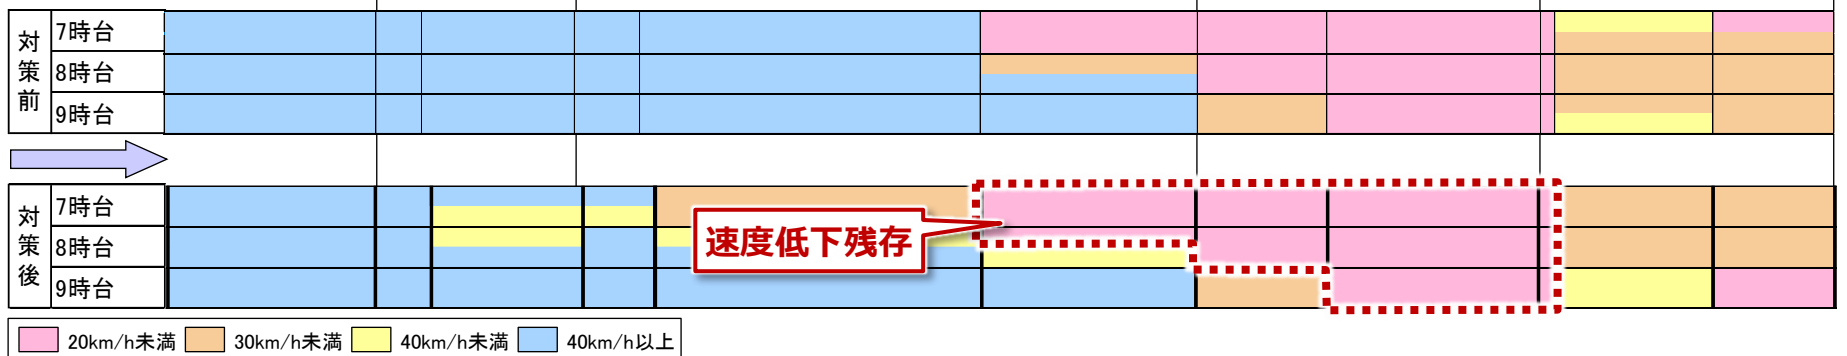 対策前
7時台
8時台
9時台
対策後
7時台
8時台
9時台
速度低下残存
20km/h未満 30km/h未満 40km/h未満 40km/h以上